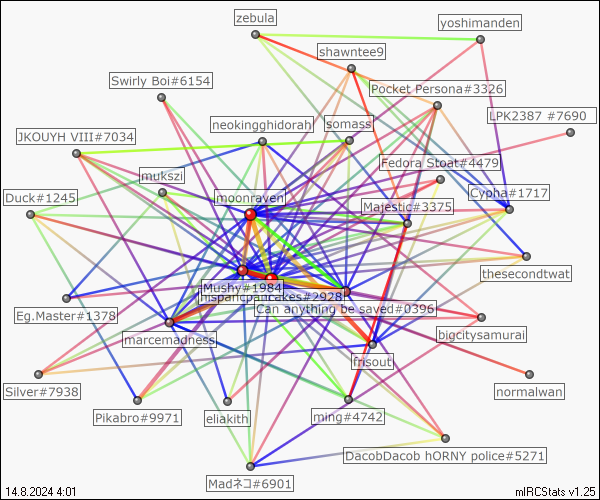 zebula
yoshimanden
shawntee9
Swirly Boi#6154
Pocket Persona#3326
LPK2387 #7690
neokingghidorah
somass
JKOUYH VIII#7034
Fedora Stoat#4479
mukszi
Cypha#1717
Duck#1245
moonraven
Majestic#3375
thesecondtwat
Mushy#1984
hispanicpancakes#2928
Can anything be saved#0396
Eg.Master#1378
marcemadness
bigcitysamurai
frisout
Silver#7938
normalwan
Pikabro#9971
eliakith
ming#4742
DacobDacob hORNY police#5271
Madネコ#6901
14.8.2024 4:01
mIRCStats v1.25